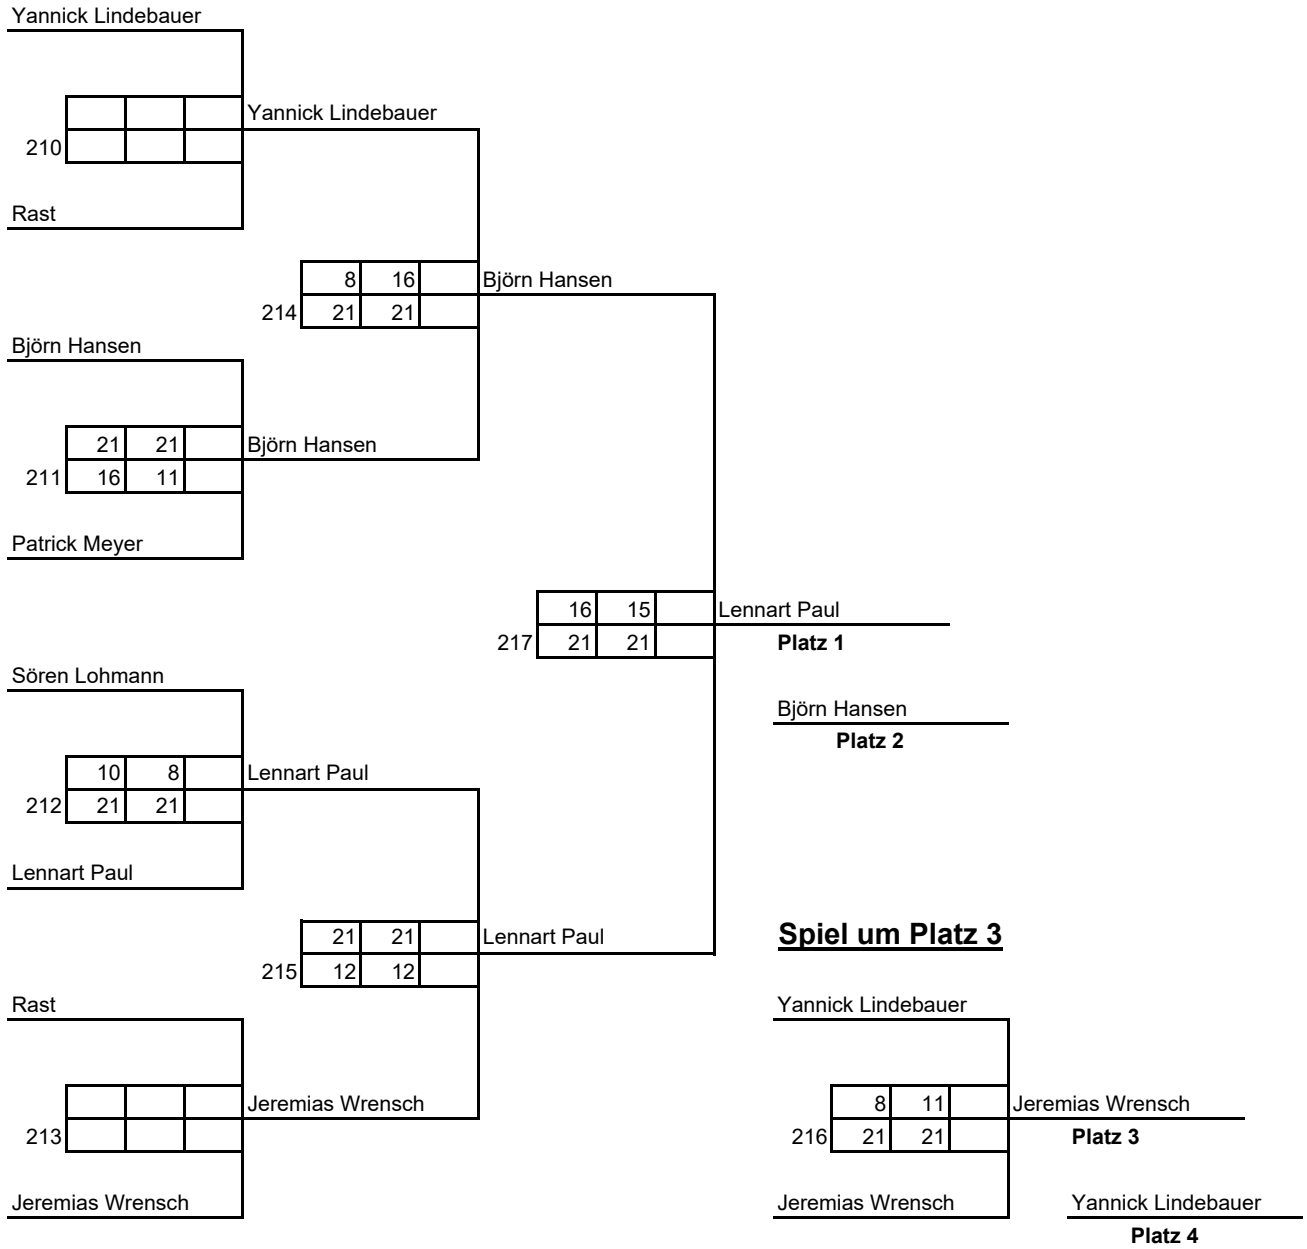 Yannick Lindebauer
Yannick Lindebauer
210
Rast
8 16 Björn Hansen
214 21 21
Björn Hansen
21 21 Björn Hansen
211 16 11
Patrick Meyer
16 15 Lennart Paul
217 21 21 Platz 1
Sören Lohmann
Björn Hansen
Platz 2
10 8 Lennart Paul
212 21 21
Lennart Paul
21 21 Lennart Paul Spiel um Platz 3
215 12 12
Rast Yannick Lindebauer
Jeremias Wrensch 8 11 Jeremias Wrensch
213 216 21 21 Platz 3
Jeremias Wrensch Jeremias Wrensch Yannick Lindebauer
Platz 4